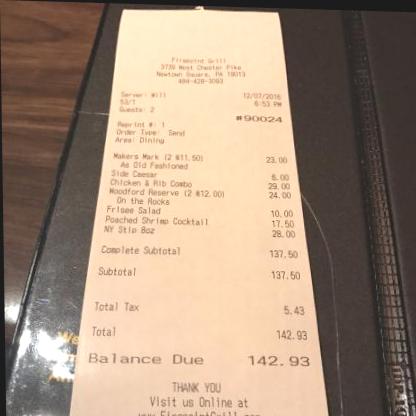 Firepoint Grill
3739 West Chester Pike
Newtown Square, PA 19013
484-428-3093
Server: Will 12/07/2016
53/1 6:53 PM
Guests: 2
#90024
Reprint #: 1
Order Type: Send
Area: Dining
Makers Mark (2 @11.50) 23.00
As Old Fashioned
Side Caesar 6.00
Chicken & Rib Combo 29.00
Woodford Reserve (2 @12.00) 24.00
On the Rocks
Frisee Salad 10.00
Poached Shrimp Cocktail 17.50
NY Stip 8oz 28.00
Complete Subtotal 137.50
Subtotal 137.50
Total Tax 5.43
Total 142.93
Balance Due 142.93
THANK YOU
Visit us Online at